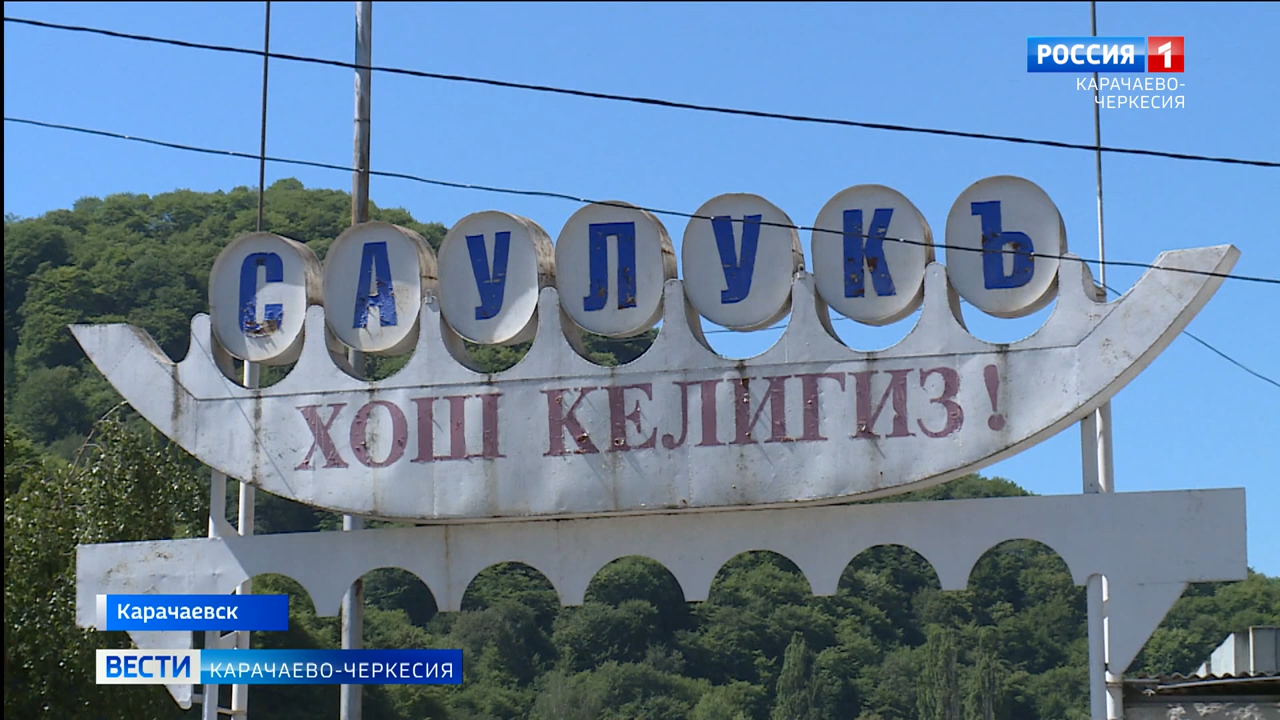 РОССИЯ 1
КАРАЧАЕВО-
ЧЕРКЕСИЯ
САУЛУКЪ
ХОШ КЕЛИГИЗ!
Карачаевск
ВЕСТИ КАРАЧАЕВО-ЧЕРКЕСИЯ